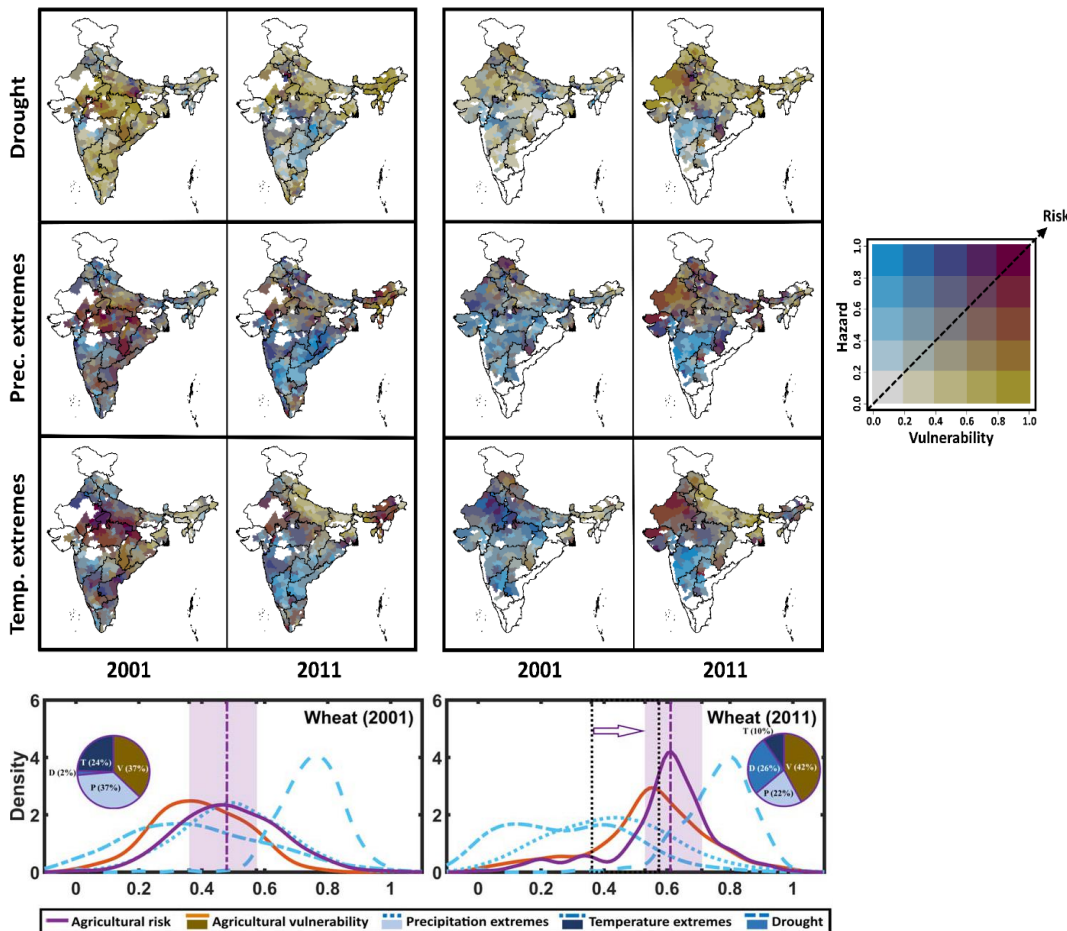 Drought
Prec. extremes
Temp. extremes
2001
2011
2001
2011
Risk
Hazard
1.0
0.8
0.6
0.4
0.2
0.0
0.0 0.2 0.4 0.6 0.8 1.0
Vulnerability
Density
6
4
2
0
0 0.2 0.4 0.6 0.8 1
Wheat (2001)
T (24%)
V (37%)
D (2%)
P (37%)
6
4
2
0
0 0.2 0.4 0.6 0.8 1
Wheat (2011)
T (10%)
D (26%)
V (42%)
P (22%)
Agricultural risk Agricultural vulnerability Precipitation extremes Temperature extremes Drought